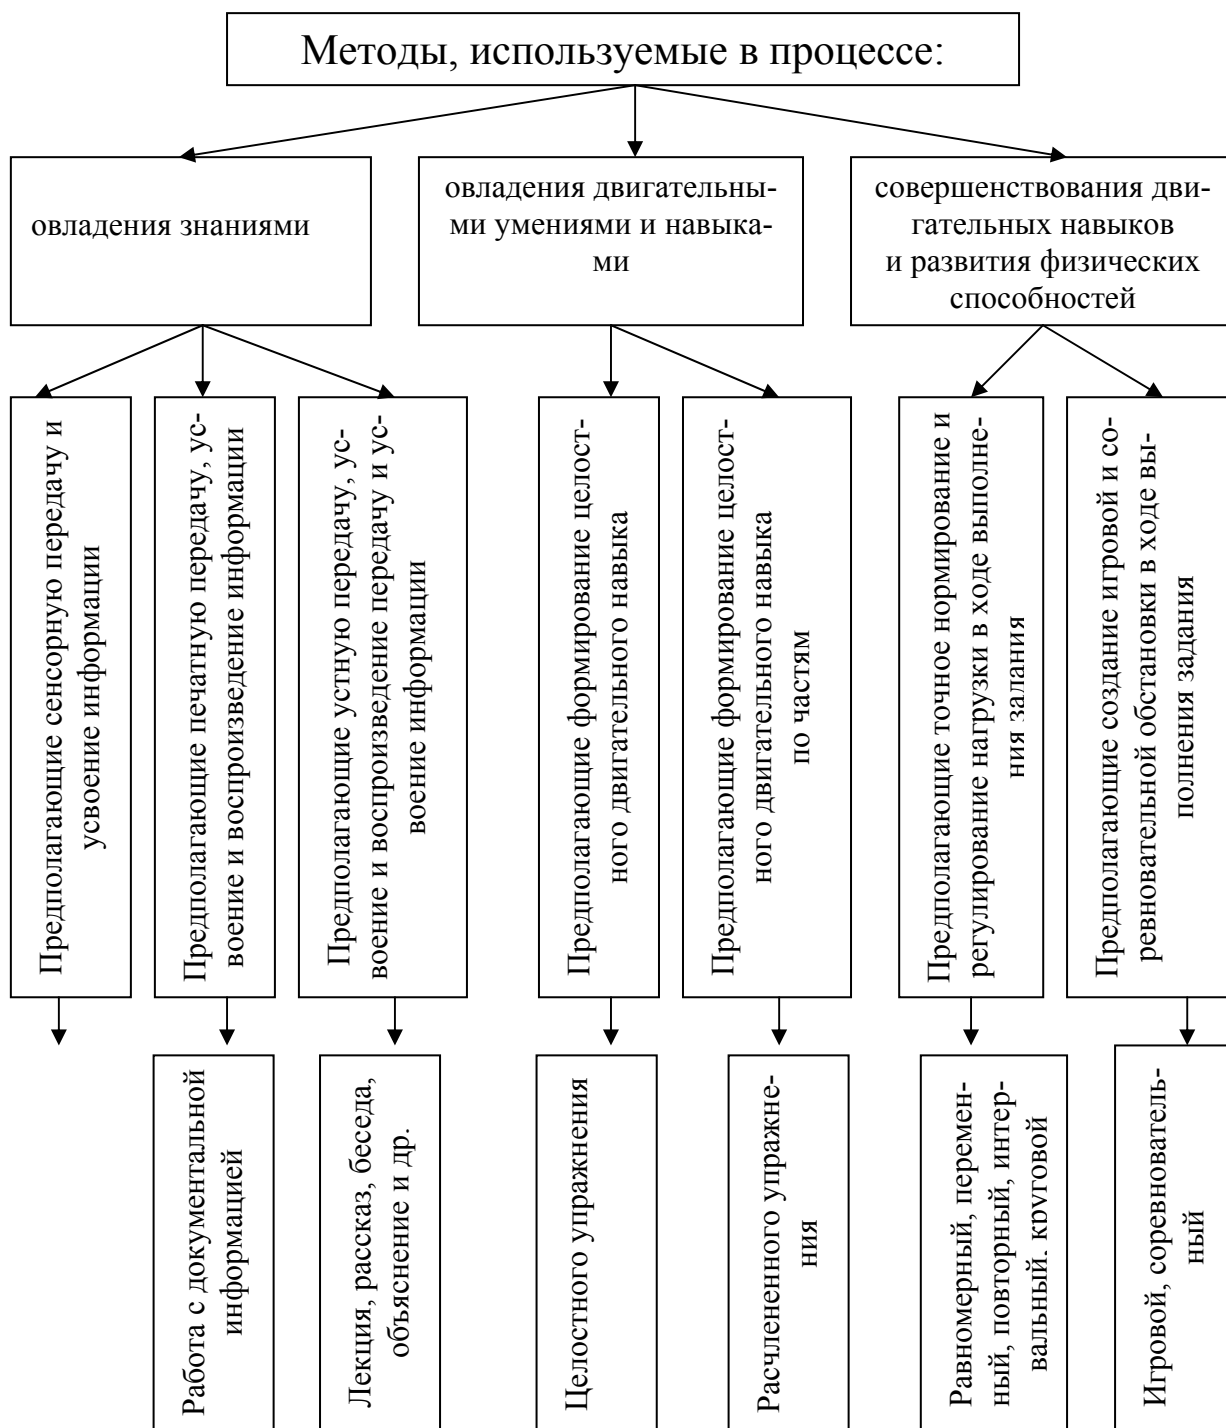 Методы, используемые в процессе:
овладения знаниями
овладения двигательны-
ми умениями и навыка-
ми
совершенствования дви-
гательных навыков
и развития физических
способностей
Предполагающие сенсорную передачу и
усвоение информации
Предполагающие печатную передачу, ус-
воение и воспроизведение информации
Предполагающие устную передачу, ус-
воение и воспроизведение передачу и ус-
воение информации
Предполагающие формирование целост-
ного двигательного навыка
Предполагающие формирование целост-
ного двигательного навыка
по частям
Предполагающие точное нормирование и
регулирование нагрузки в ходе выполне-
ния задания
Предполагающие создание игровой и со-
ревновательной обстановки в ходе вы-
полнения задания
Работа с документальной
информацией
Лекция, рассказ, беседа,
объяснение и др.
Целостного упражнения
Расчлененного упражне-
ния
Равномерный, перемен-
ный, повторный, интер-
вальный, круговой
Игровой, соревнователь-
ный